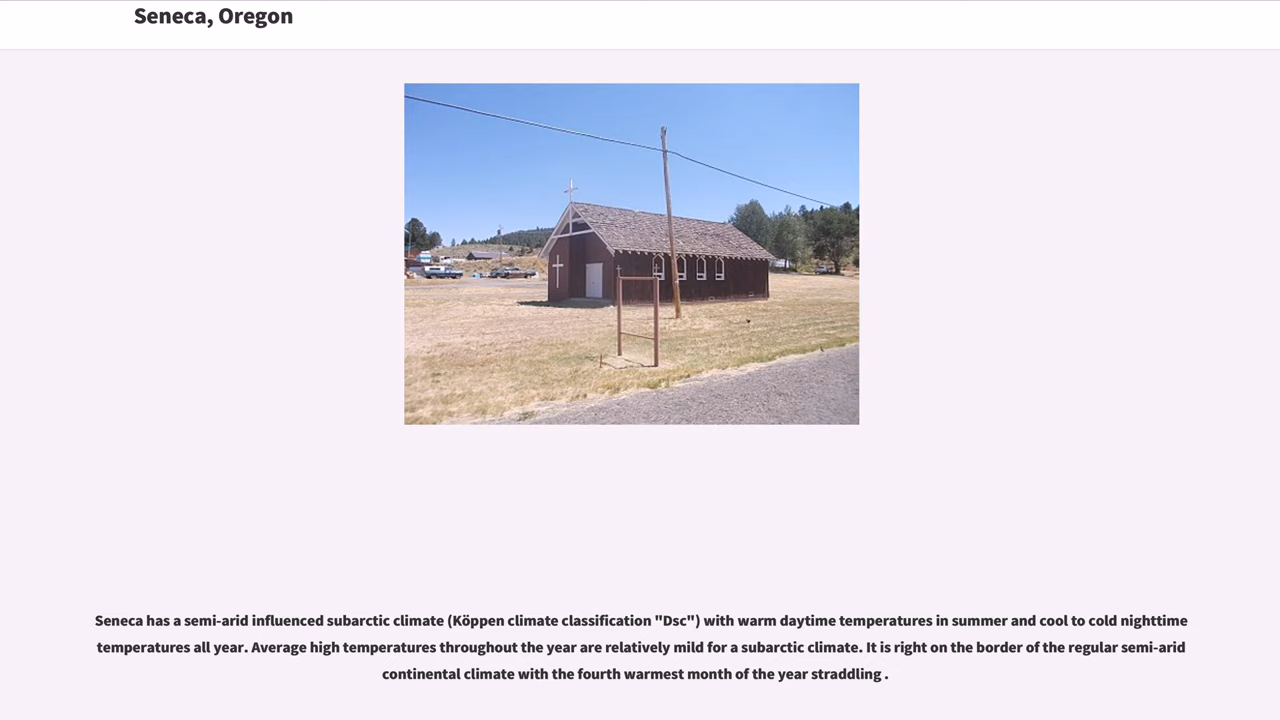 Seneca, Oregon
Seneca has a semi-arid influenced subarctic climate (Köppen climate classification "Dsc") with warm daytime temperatures in summer and cool to cold nighttime
temperatures all year. Average high temperatures throughout the year are relatively mild for a subarctic climate. It is right on the border of the regular semi-arid
continental climate with the fourth warmest month of the year straddling .